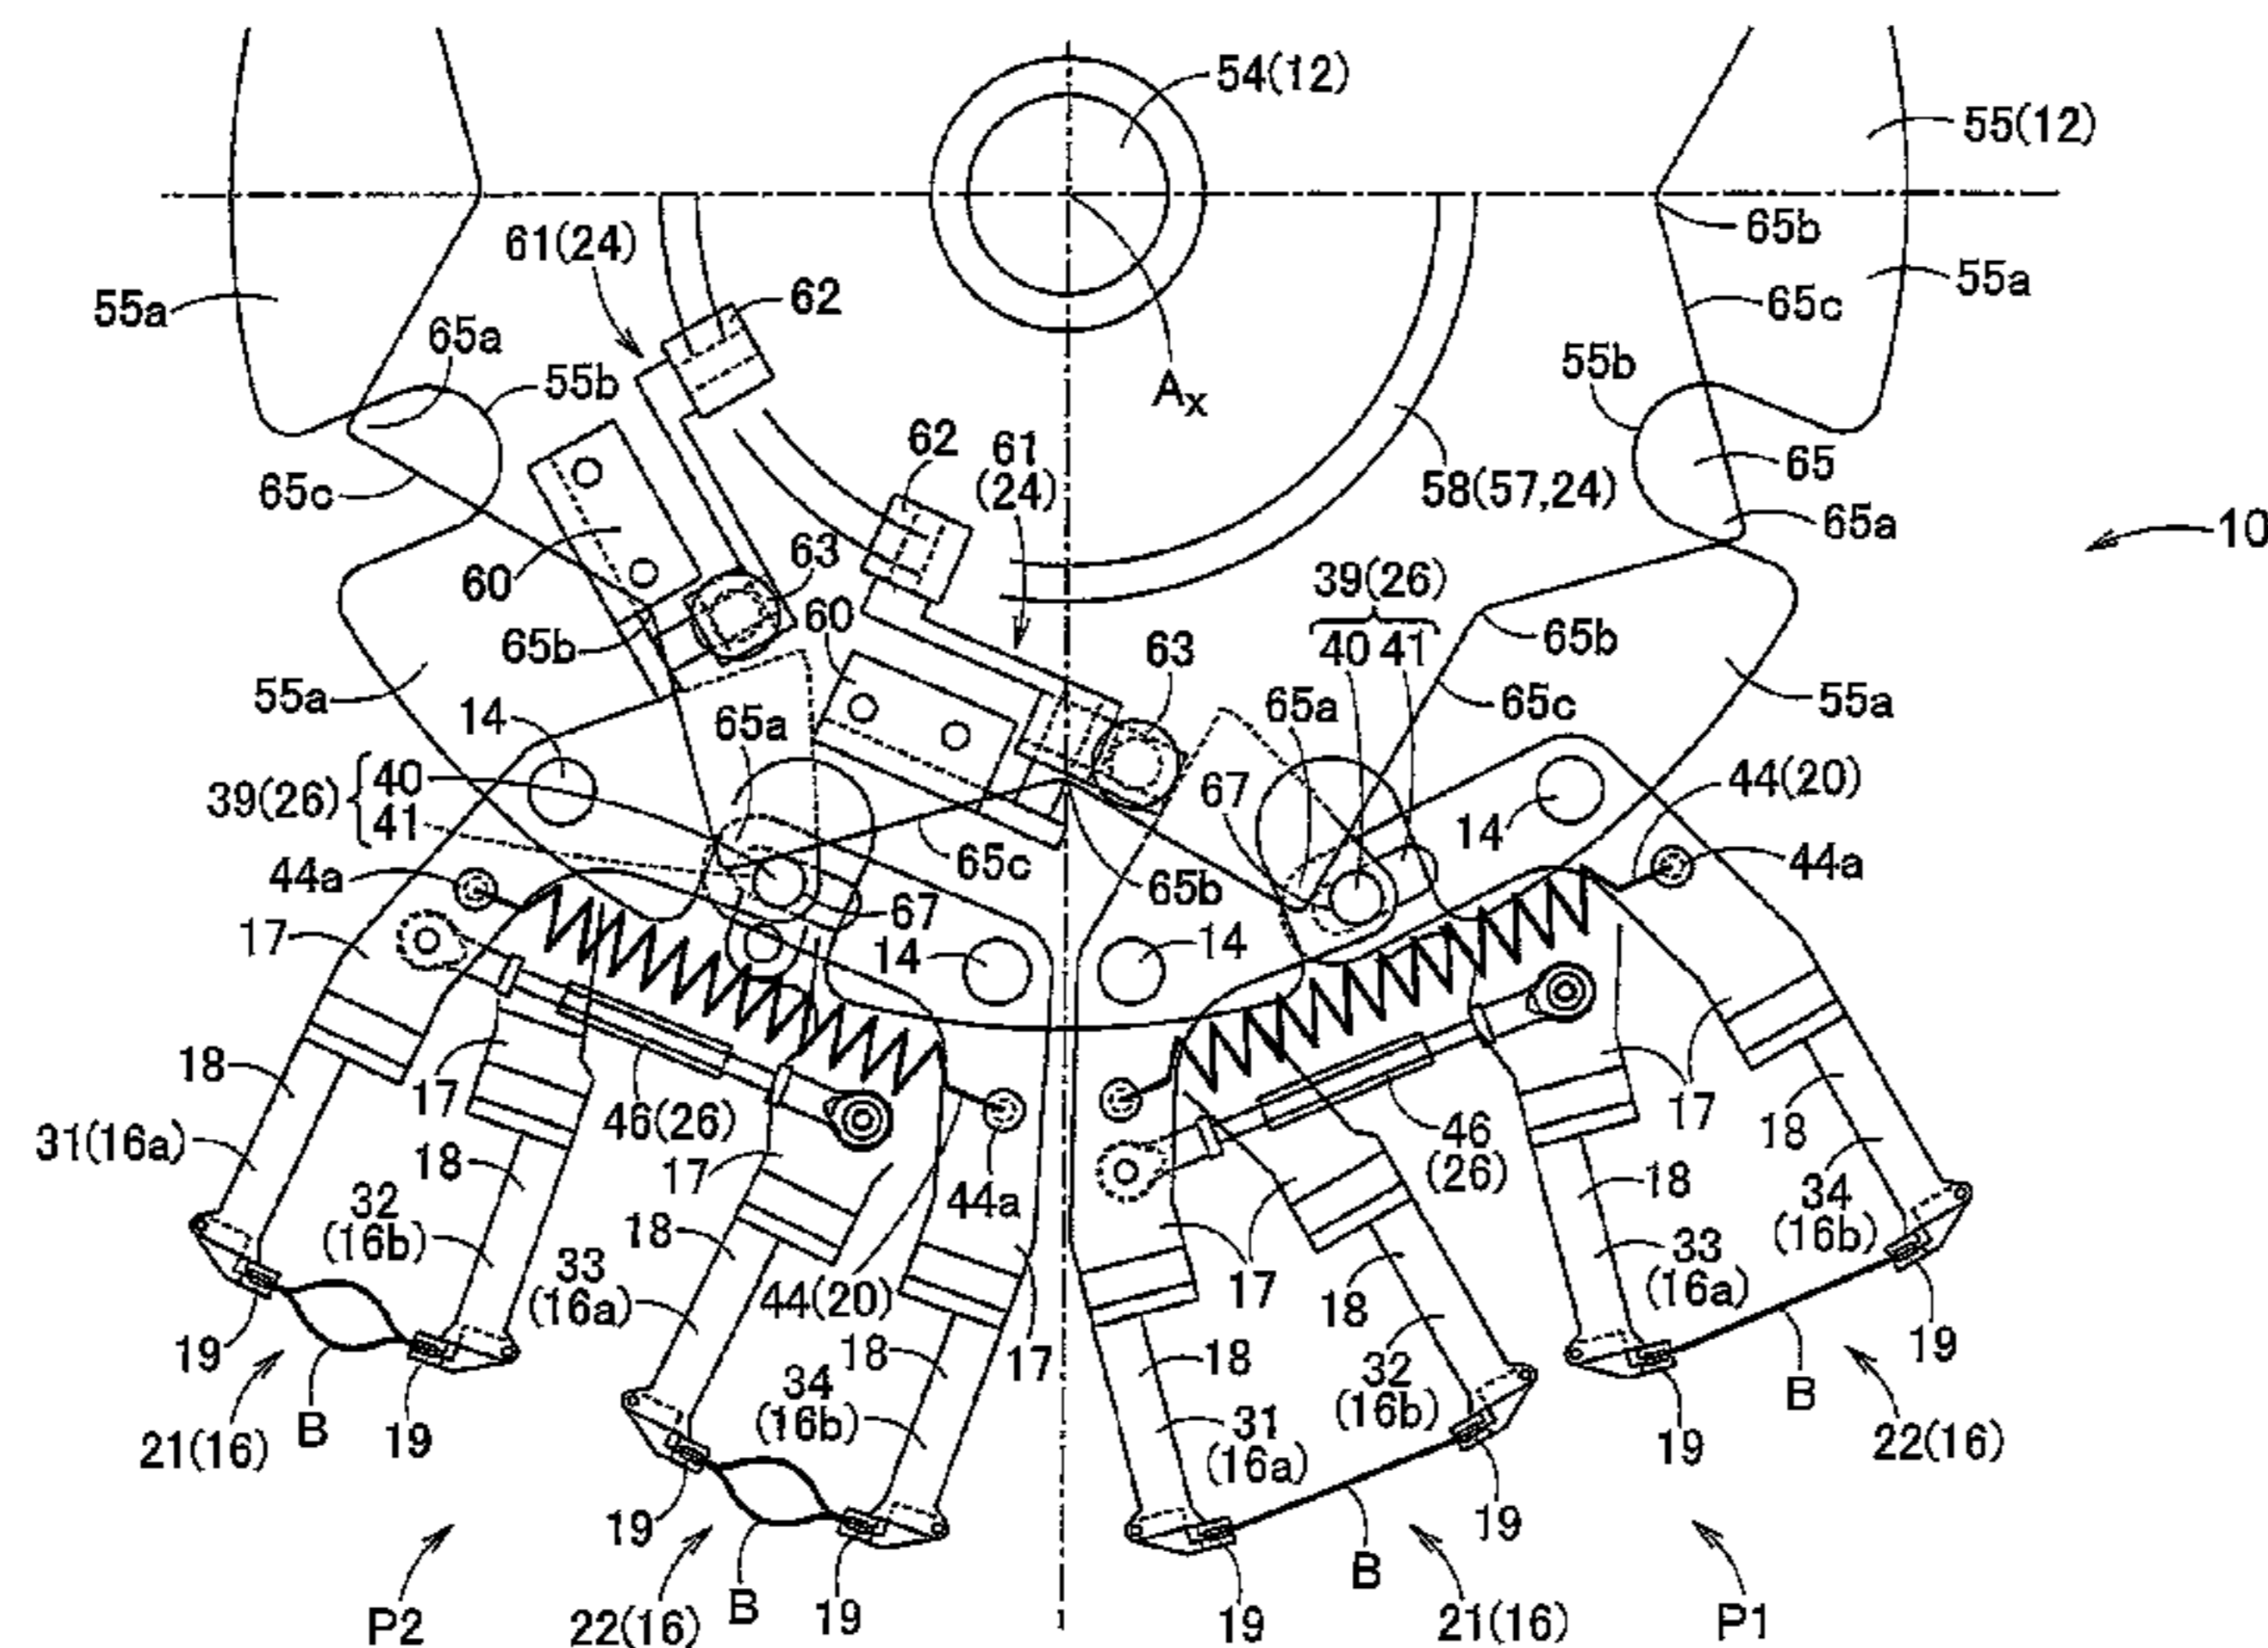 54(12)
55(12)
65b
61(24)
62
55a
55a
65c
65a
55b
55b
Ax
62
61
(24)
65
65c
58(57,24)
65a
10
63
39(26)
60
60
40 41
65b
65b
63
55a
65a
65c
55a
14
65a
67
44(20)
39(26)
40
41
14
65c
65b
44a
44a
67
17
14
14
18
17
46(26)
18
31(16a)
18
17
44a
46
(26)
17
18
18
32
(16b)
18
34
(16b)
33
(16a)
33
(16a)
17
44(20)
18
19
19
18
17
18
32
(16b)
19
B
34
(16b)
31
(16a)
B
21(16)
B
19
19
22(16)
19
19
P2
22(16)
B
19
19
B
21(16)
P1